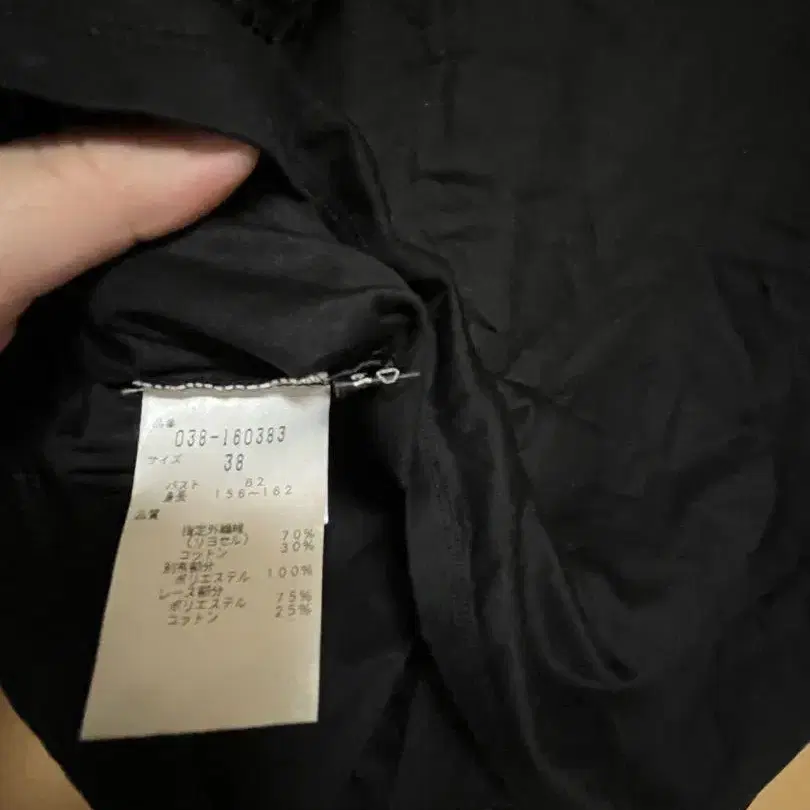 品番
038-160383
サイズ 38
バスト 82
身長 156〜162
品質
指定外繊維
(リヨセル) 70%
コットン 30%
別布部分
ポリエステル 100%
レース部分
ポリエステル 75%
コットン 25%